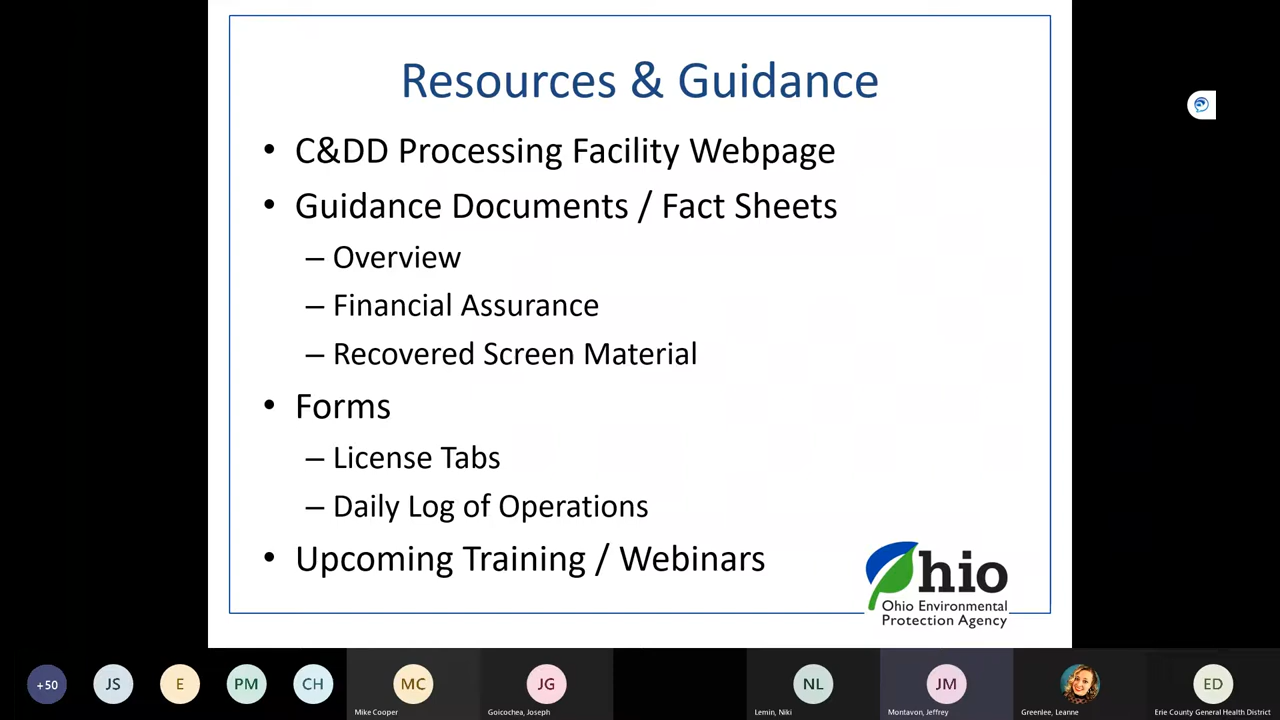 Resources & Guidance
• C&DD Processing Facility Webpage
• Guidance Documents / Fact Sheets
– Overview
– Financial Assurance
– Recovered Screen Material
• Forms
– License Tabs
– Daily Log of Operations
• Upcoming Training / Webinars
Ohio
Ohio Environmental
Protection Agency
+50
JS
E
PM
CH
MC
JG
NL
JM
ED
Mike Cooper
Goicochea, Joseph
Lemin, Niki
Montavon, Jeffrey
Greenlee, Leanne
Erie County General Health District